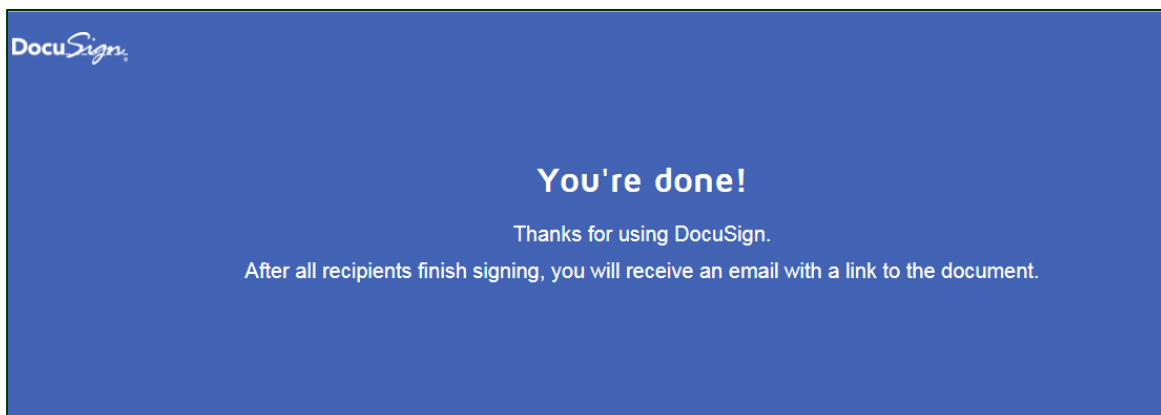 DocuSign
You're done!
Thanks for using DocuSign.
After all recipients finish signing, you will receive an email with a link to the document.